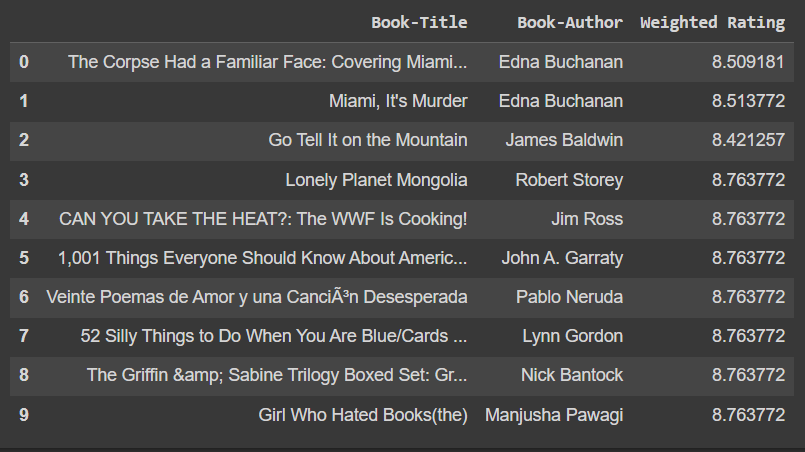 Book-Title Book-Author Weighted Rating
0 The Corpse Had a Familiar Face: Covering Miami... Edna Buchanan 8.509181
1 Miami, It's Murder Edna Buchanan 8.513772
2 Go Tell It on the Mountain James Baldwin 8.421257
3 Lonely Planet Mongolia Robert Storey 8.763772
4 CAN YOU TAKE THE HEAT?: The WWF Is Cooking! Jim Ross 8.763772
5 1,001 Things Everyone Should Know About Americ... John A. Garraty 8.763772
6 Veinte Poemas de Amor y una CanciÃ³n Desesperada Pablo Neruda 8.763772
7 52 Silly Things to Do When You Are Blue/Cards ... Lynn Gordon 8.763772
8 The Griffin &amp; Sabine Trilogy Boxed Set: Gr... Nick Bantock 8.763772
9 Girl Who Hated Books(the) Manjusha Pawagi 8.763772